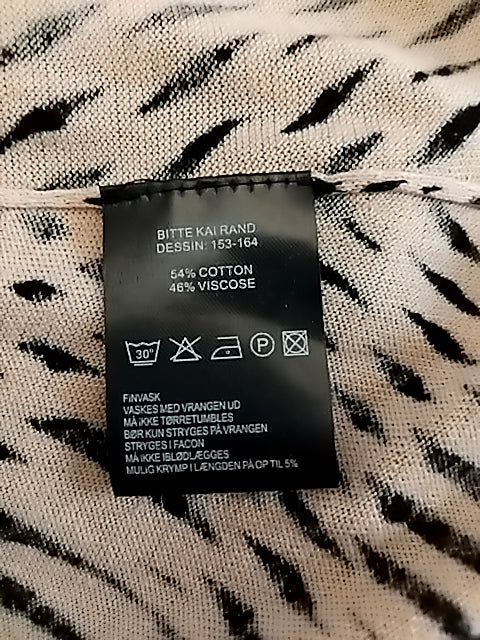 BITTE KAI RAND
DESSIN: 153-164
54% COTTON
46% VISCOSE
30°
P
FINVASK
VASKES MED VRANGEN UD
MÅ IKKE TØRRETUMBLES
BØR KUN STRYGES PÅ VRANGEN
STRYGES I FACON
MÅ IKKE IBLØDLÆGGES
MULIG KRYMP I LÆNGDEN PÅ OP TIL 5%